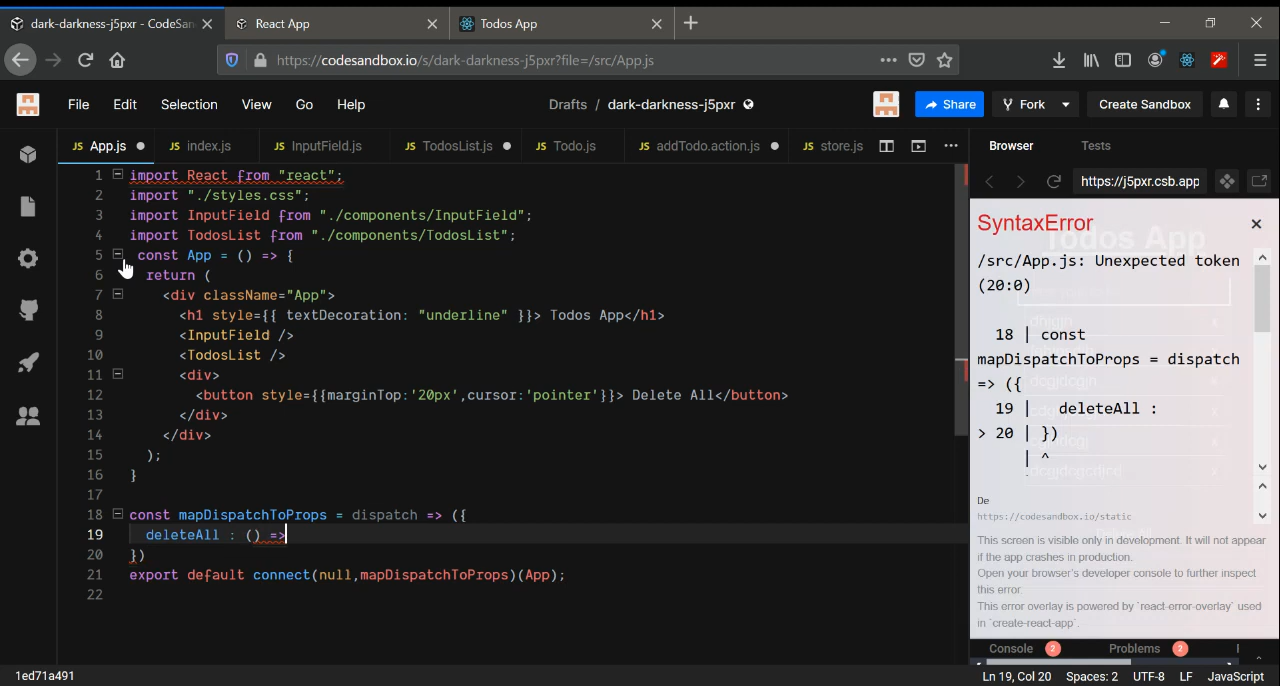 dark-darkness-j5pxr - CodeSan
React App
Todos App
https://codesandbox.io/s/dark-darkness-j5pxr?file=/src/App.js
File Edit Selection View Go Help
Drafts / dark-darkness-j5pxr
Share
Fork
Create Sandbox
JS App.js
JS index.js
JS InputField.js
JS TodosList.js
JS Todo.js
JS addTodo.action.js
JS store.js
1 import React from "react";
2 import "./styles.css";
3 import InputField from "./components/InputField";
4 import TodosList from "./components/TodosList";
5 const App = () => {
6 return (
7 <div className="App">
8 <h1 style={{ textDecoration: "underline" }}> Todos App</h1>
9 <InputField />
10 <TodosList />
11 <div>
12 <button style={{marginTop:'20px',cursor:'pointer'}}> Delete All</button>
13 </div>
14 </div>
15 );
16 }
17
18 const mapDispatchToProps = dispatch => ({
19 deleteAll : () =>
20 })
21 export default connect(null,mapDispatchToProps)(App);
22
Browser
Tests
https://j5pxr.csb.app
SyntaxError
Todos App
/src/App.js: Unexpected token
(20:0)
18 | const
mapDispatchToProps = dispatch
=> ({
19 | deleteAll :
> 20 | })
| ^
De
https://codesandbox.io/static
This screen is visible only in development. It will not appear
if the app crashes in production.
Open your browser's developer console to further inspect
this error.
This error overlay is powered by `react-error-overlay` used
in `create-react-app`.
Console 2
Problems 2
1ed71a491
Ln 19, Col 20 Spaces: 2 UTF-8 LF JavaScript